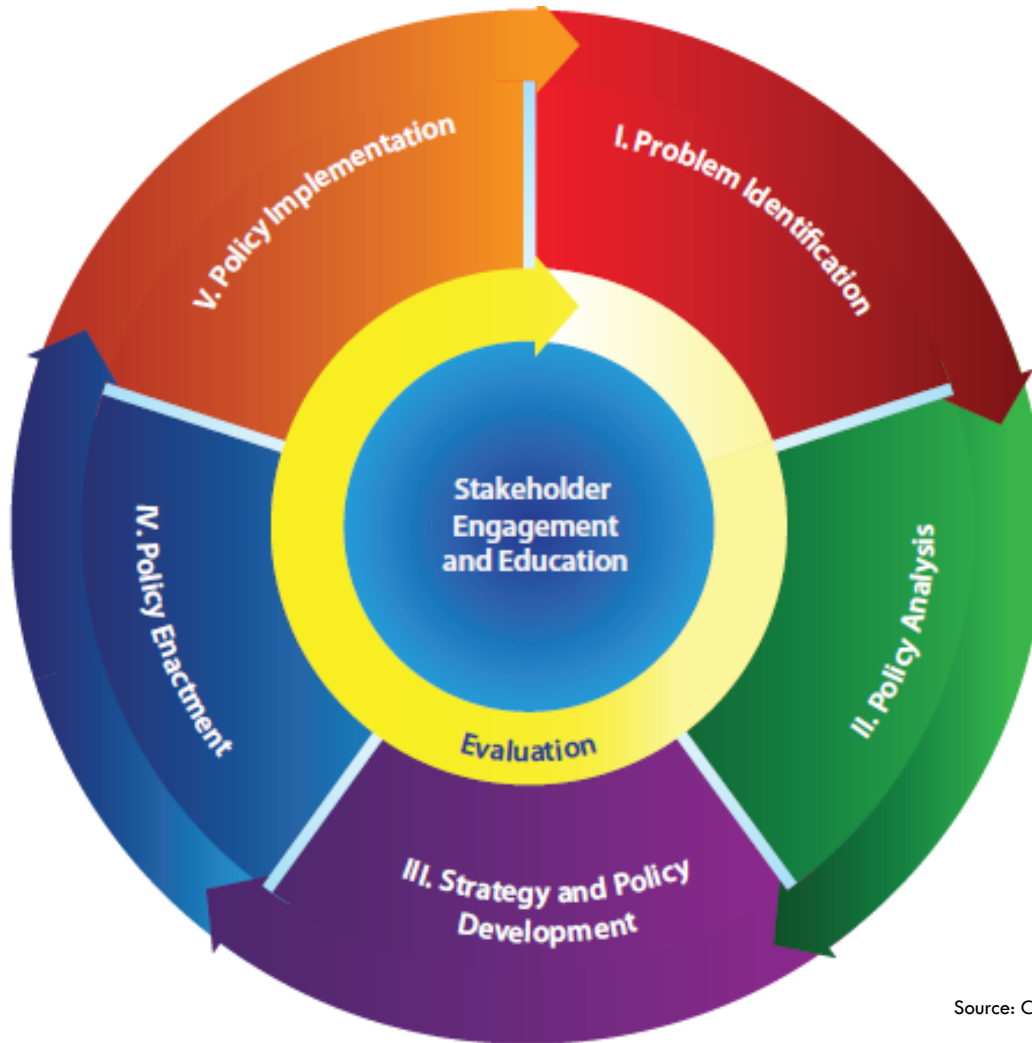 I. Problem Identification
II. Policy Analysis
III. Strategy and Policy
Development
IV. Policy Enactment
V. Policy Implementation
Evaluation
Stakeholder
Engagement
and Education
Source: C